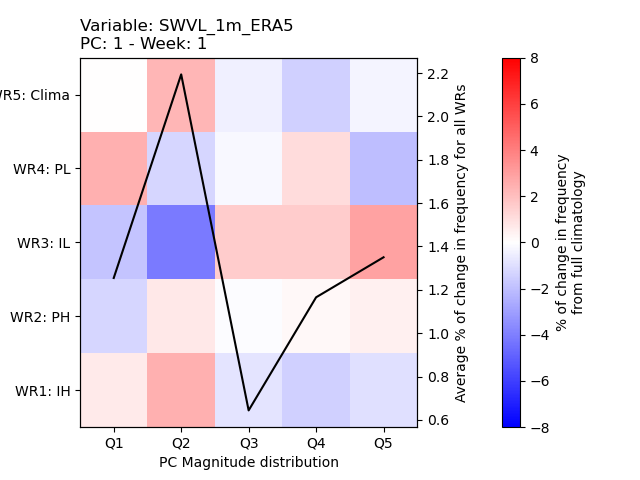 Variable: SWVL_1m_ERA5
PC: 1 - Week: 1
WR5: Clima
WR4: PL
WR3: IL
WR2: PH
WR1: IH
Q1 Q2 Q3 Q4 Q5
PC Magnitude distribution
2.2
2.0
1.8
1.6
1.4
1.2
1.0
0.8
0.6
Average % of change in frequency for all WRs
8
6
4
2
0
−2
−4
−6
−8
% of change in frequency
from full climatology